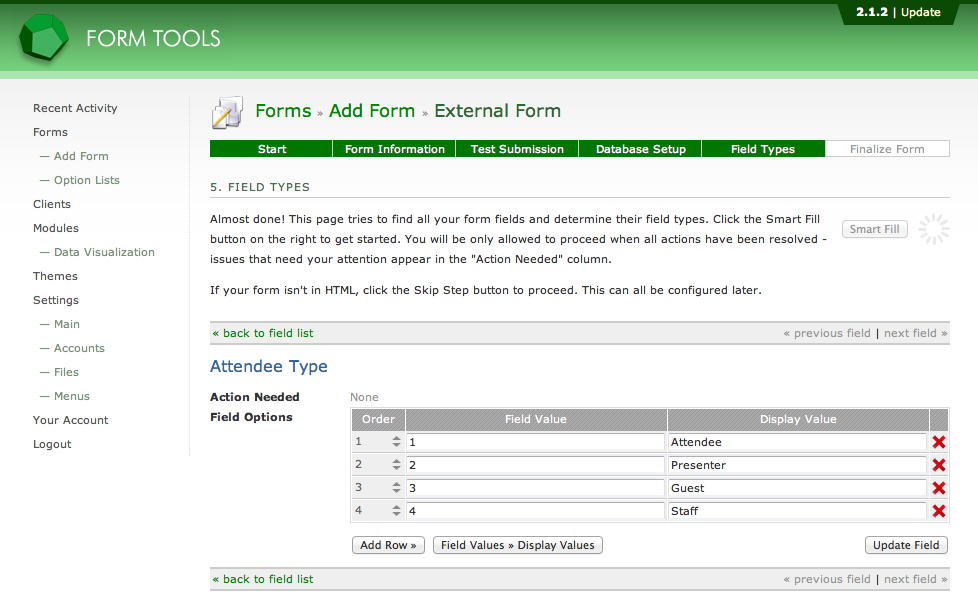 2.1.2 | Update
FORM TOOLS
Recent Activity
Forms
— Add Form
— Option Lists
Clients
Modules
— Data Visualization
Themes
Settings
— Main
— Accounts
— Files
— Menus
Your Account
Logout
Forms » Add Form » External Form
Start Form Information Test Submission Database Setup Field Types Finalize Form
5. FIELD TYPES
Almost done! This page tries to find all your form fields and determine their field types. Click the Smart Fill
button on the right to get started. You will be only allowed to proceed when all actions have been resolved -
issues that need your attention appear in the "Action Needed" column.
Smart Fill
If your form isn't in HTML, click the Skip Step button to proceed. This can all be configured later.
« back to field list « previous field | next field »
Attendee Type
Action Needed None
Field Options
Order Field Value Display Value
1 1 Attendee
2 2 Presenter
3 3 Guest
4 4 Staff
Add Row » Field Values » Display Values Update Field
« back to field list « previous field | next field »